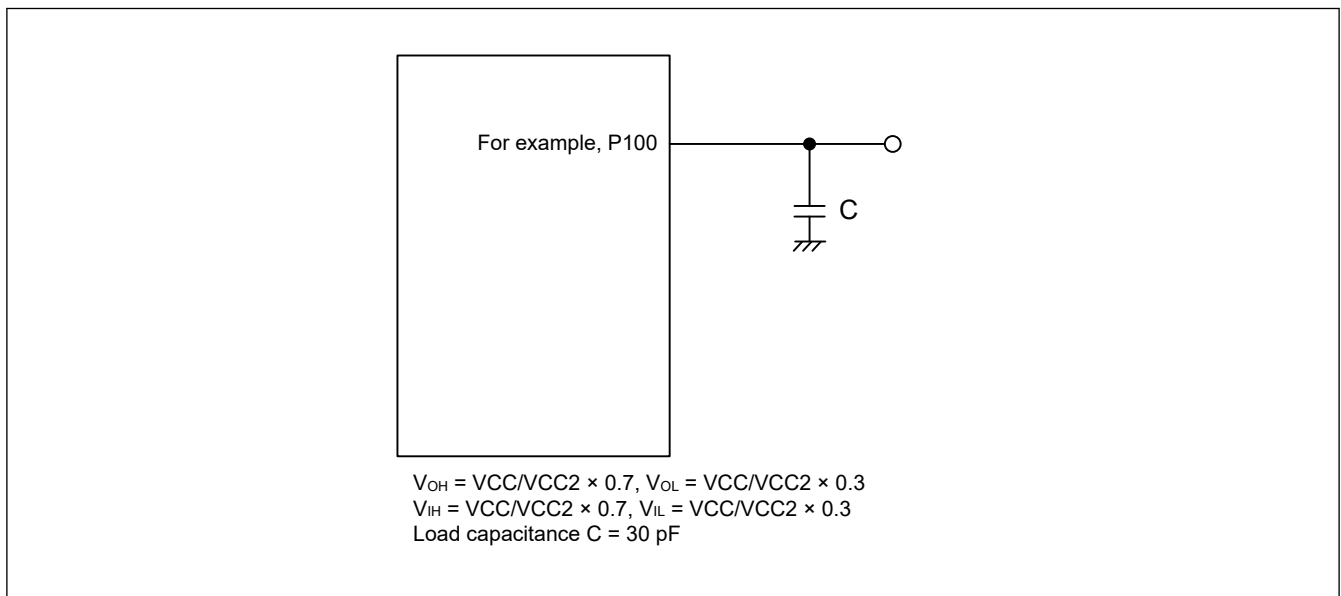 For example, P100
C
VOH = VCC/VCC2 × 0.7, VOL = VCC/VCC2 × 0.3
VIH = VCC/VCC2 × 0.7, VIL = VCC/VCC2 × 0.3
Load capacitance C = 30 pF